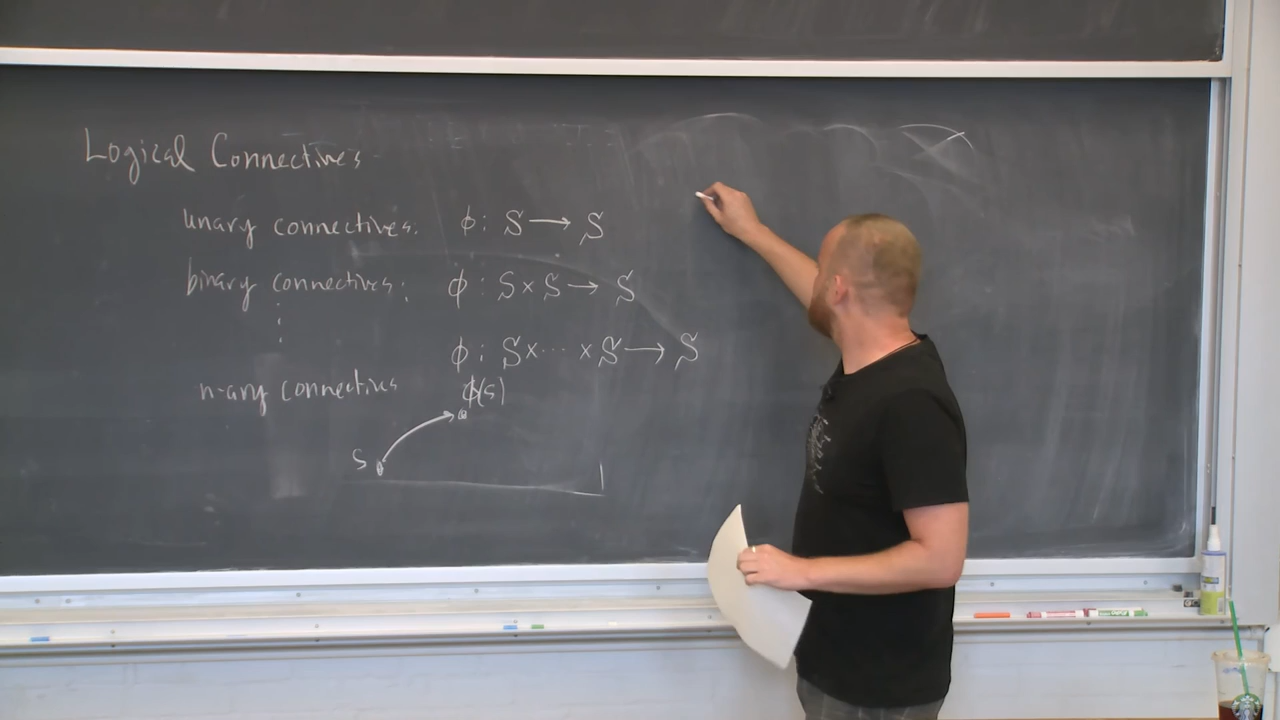 Logical Connectives
unary connectives: ϕ: S → S
binary connectives: ϕ: S × S → S
⋮
ϕ: S × ⋯ × S → S
n-ary connectives
ϕ(s)
s